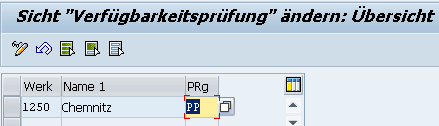 Sicht "Verfügbarkeitsprüfung" ändern: Übersicht
Werk Name 1 PRg
1250 Chemnitz PP